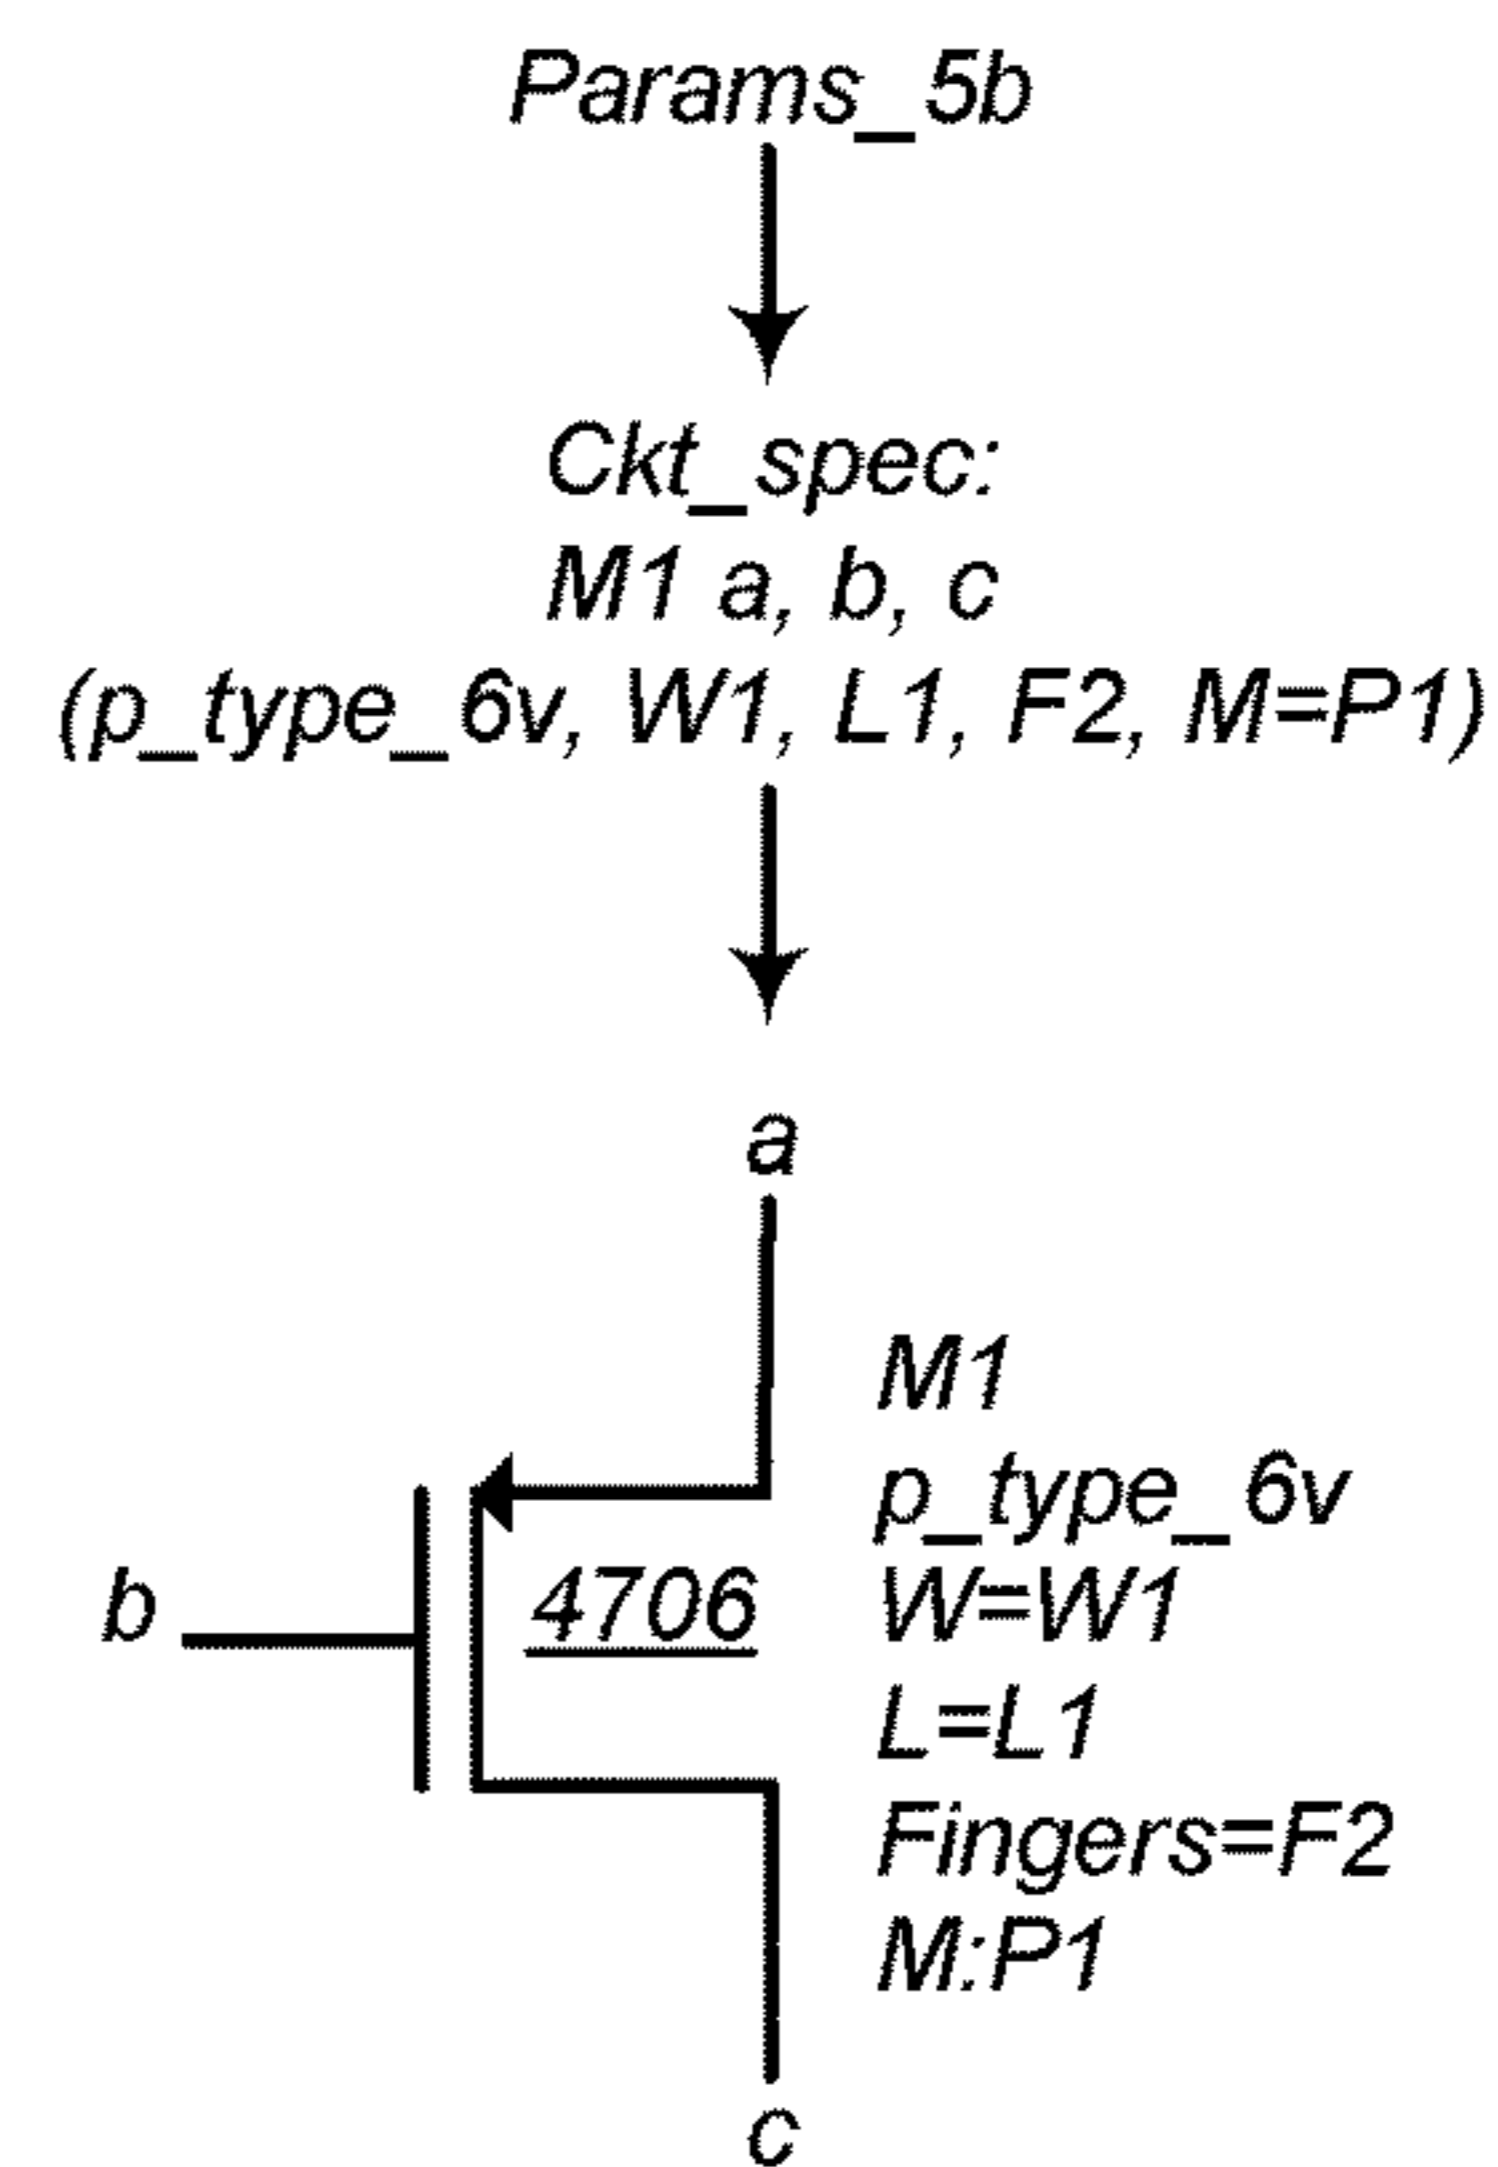 Params_5b
Ckt_spec:
M1 a, b, c
(p_type_6v, W1, L1, F2, M=P1)
a
M1
p_type_6v
b
4706
W=W1
L=L1
Fingers=F2
M:P1
c